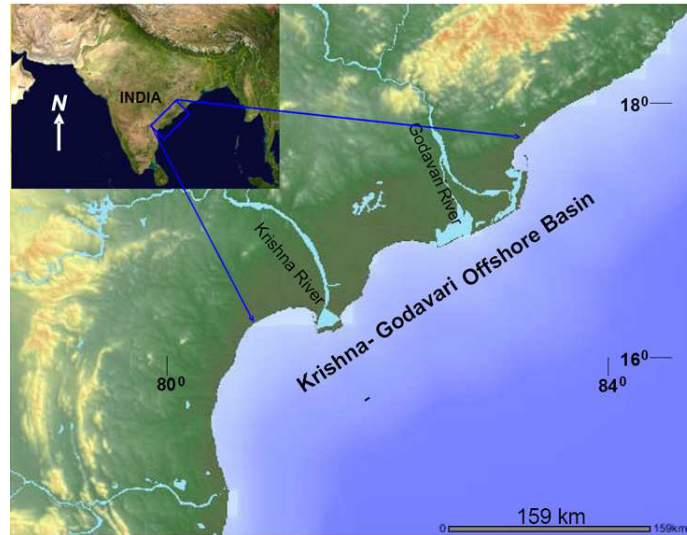 INDIA
N
18⁰
Godavari River
Krishna River
Krishna- Godavari Offshore Basin
80⁰
16⁰
84⁰
159 km
0
159km